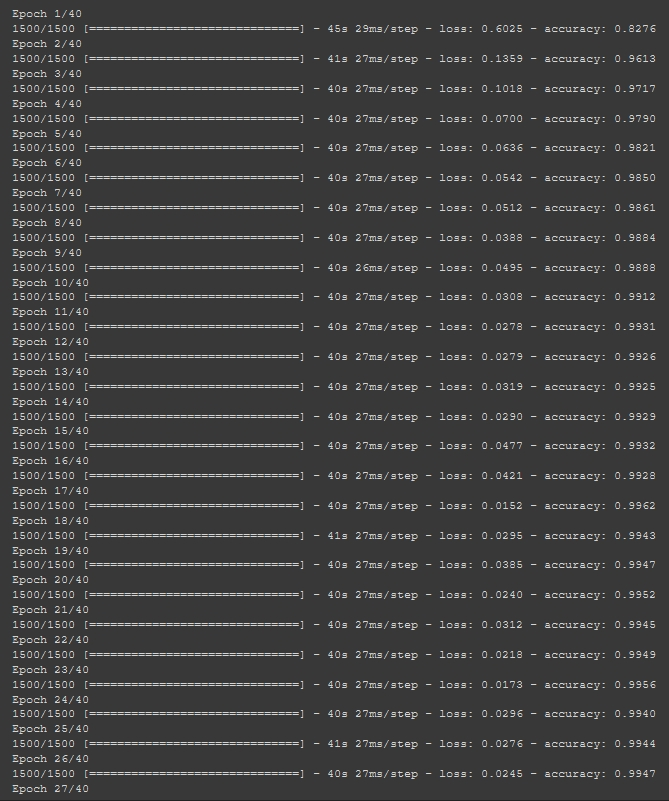 Epoch 1/40
1500/1500 [==============================] - 45s 29ms/step - loss: 0.6025 - accuracy: 0.8276
Epoch 2/40
1500/1500 [==============================] - 41s 27ms/step - loss: 0.1359 - accuracy: 0.9613
Epoch 3/40
1500/1500 [==============================] - 40s 27ms/step - loss: 0.1018 - accuracy: 0.9717
Epoch 4/40
1500/1500 [==============================] - 40s 27ms/step - loss: 0.0700 - accuracy: 0.9790
Epoch 5/40
1500/1500 [==============================] - 40s 27ms/step - loss: 0.0636 - accuracy: 0.9821
Epoch 6/40
1500/1500 [==============================] - 40s 27ms/step - loss: 0.0542 - accuracy: 0.9850
Epoch 7/40
1500/1500 [==============================] - 40s 27ms/step - loss: 0.0512 - accuracy: 0.9861
Epoch 8/40
1500/1500 [==============================] - 40s 27ms/step - loss: 0.0388 - accuracy: 0.9884
Epoch 9/40
1500/1500 [==============================] - 40s 26ms/step - loss: 0.0495 - accuracy: 0.9888
Epoch 10/40
1500/1500 [==============================] - 40s 27ms/step - loss: 0.0308 - accuracy: 0.9912
Epoch 11/40
1500/1500 [==============================] - 40s 27ms/step - loss: 0.0278 - accuracy: 0.9931
Epoch 12/40
1500/1500 [==============================] - 40s 27ms/step - loss: 0.0279 - accuracy: 0.9926
Epoch 13/40
1500/1500 [==============================] - 40s 27ms/step - loss: 0.0319 - accuracy: 0.9925
Epoch 14/40
1500/1500 [==============================] - 40s 27ms/step - loss: 0.0290 - accuracy: 0.9929
Epoch 15/40
1500/1500 [==============================] - 40s 27ms/step - loss: 0.0477 - accuracy: 0.9932
Epoch 16/40
1500/1500 [==============================] - 40s 27ms/step - loss: 0.0421 - accuracy: 0.9928
Epoch 17/40
1500/1500 [==============================] - 40s 27ms/step - loss: 0.0152 - accuracy: 0.9962
Epoch 18/40
1500/1500 [==============================] - 41s 27ms/step - loss: 0.0295 - accuracy: 0.9943
Epoch 19/40
1500/1500 [==============================] - 40s 27ms/step - loss: 0.0385 - accuracy: 0.9947
Epoch 20/40
1500/1500 [==============================] - 40s 27ms/step - loss: 0.0240 - accuracy: 0.9952
Epoch 21/40
1500/1500 [==============================] - 40s 27ms/step - loss: 0.0312 - accuracy: 0.9945
Epoch 22/40
1500/1500 [==============================] - 40s 27ms/step - loss: 0.0218 - accuracy: 0.9949
Epoch 23/40
1500/1500 [==============================] - 40s 27ms/step - loss: 0.0173 - accuracy: 0.9956
Epoch 24/40
1500/1500 [==============================] - 40s 27ms/step - loss: 0.0296 - accuracy: 0.9940
Epoch 25/40
1500/1500 [==============================] - 41s 27ms/step - loss: 0.0276 - accuracy: 0.9944
Epoch 26/40
1500/1500 [==============================] - 40s 27ms/step - loss: 0.0245 - accuracy: 0.9947
Epoch 27/40